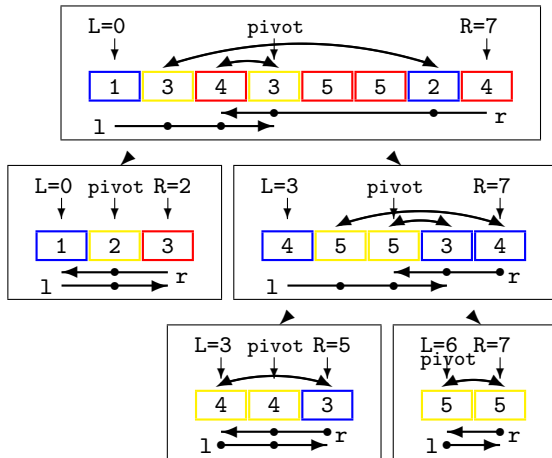 L=0 pivot R=7
1 3 4 3 5 5 2 4
r
l
L=0 pivot R=2
1 2 3
r
l
L=3 pivot R=7
4 5 5 3 4
r
l
L=3 pivot R=5
4 4 3
r
l
L=6 R=7
pivot
5 5
r
l